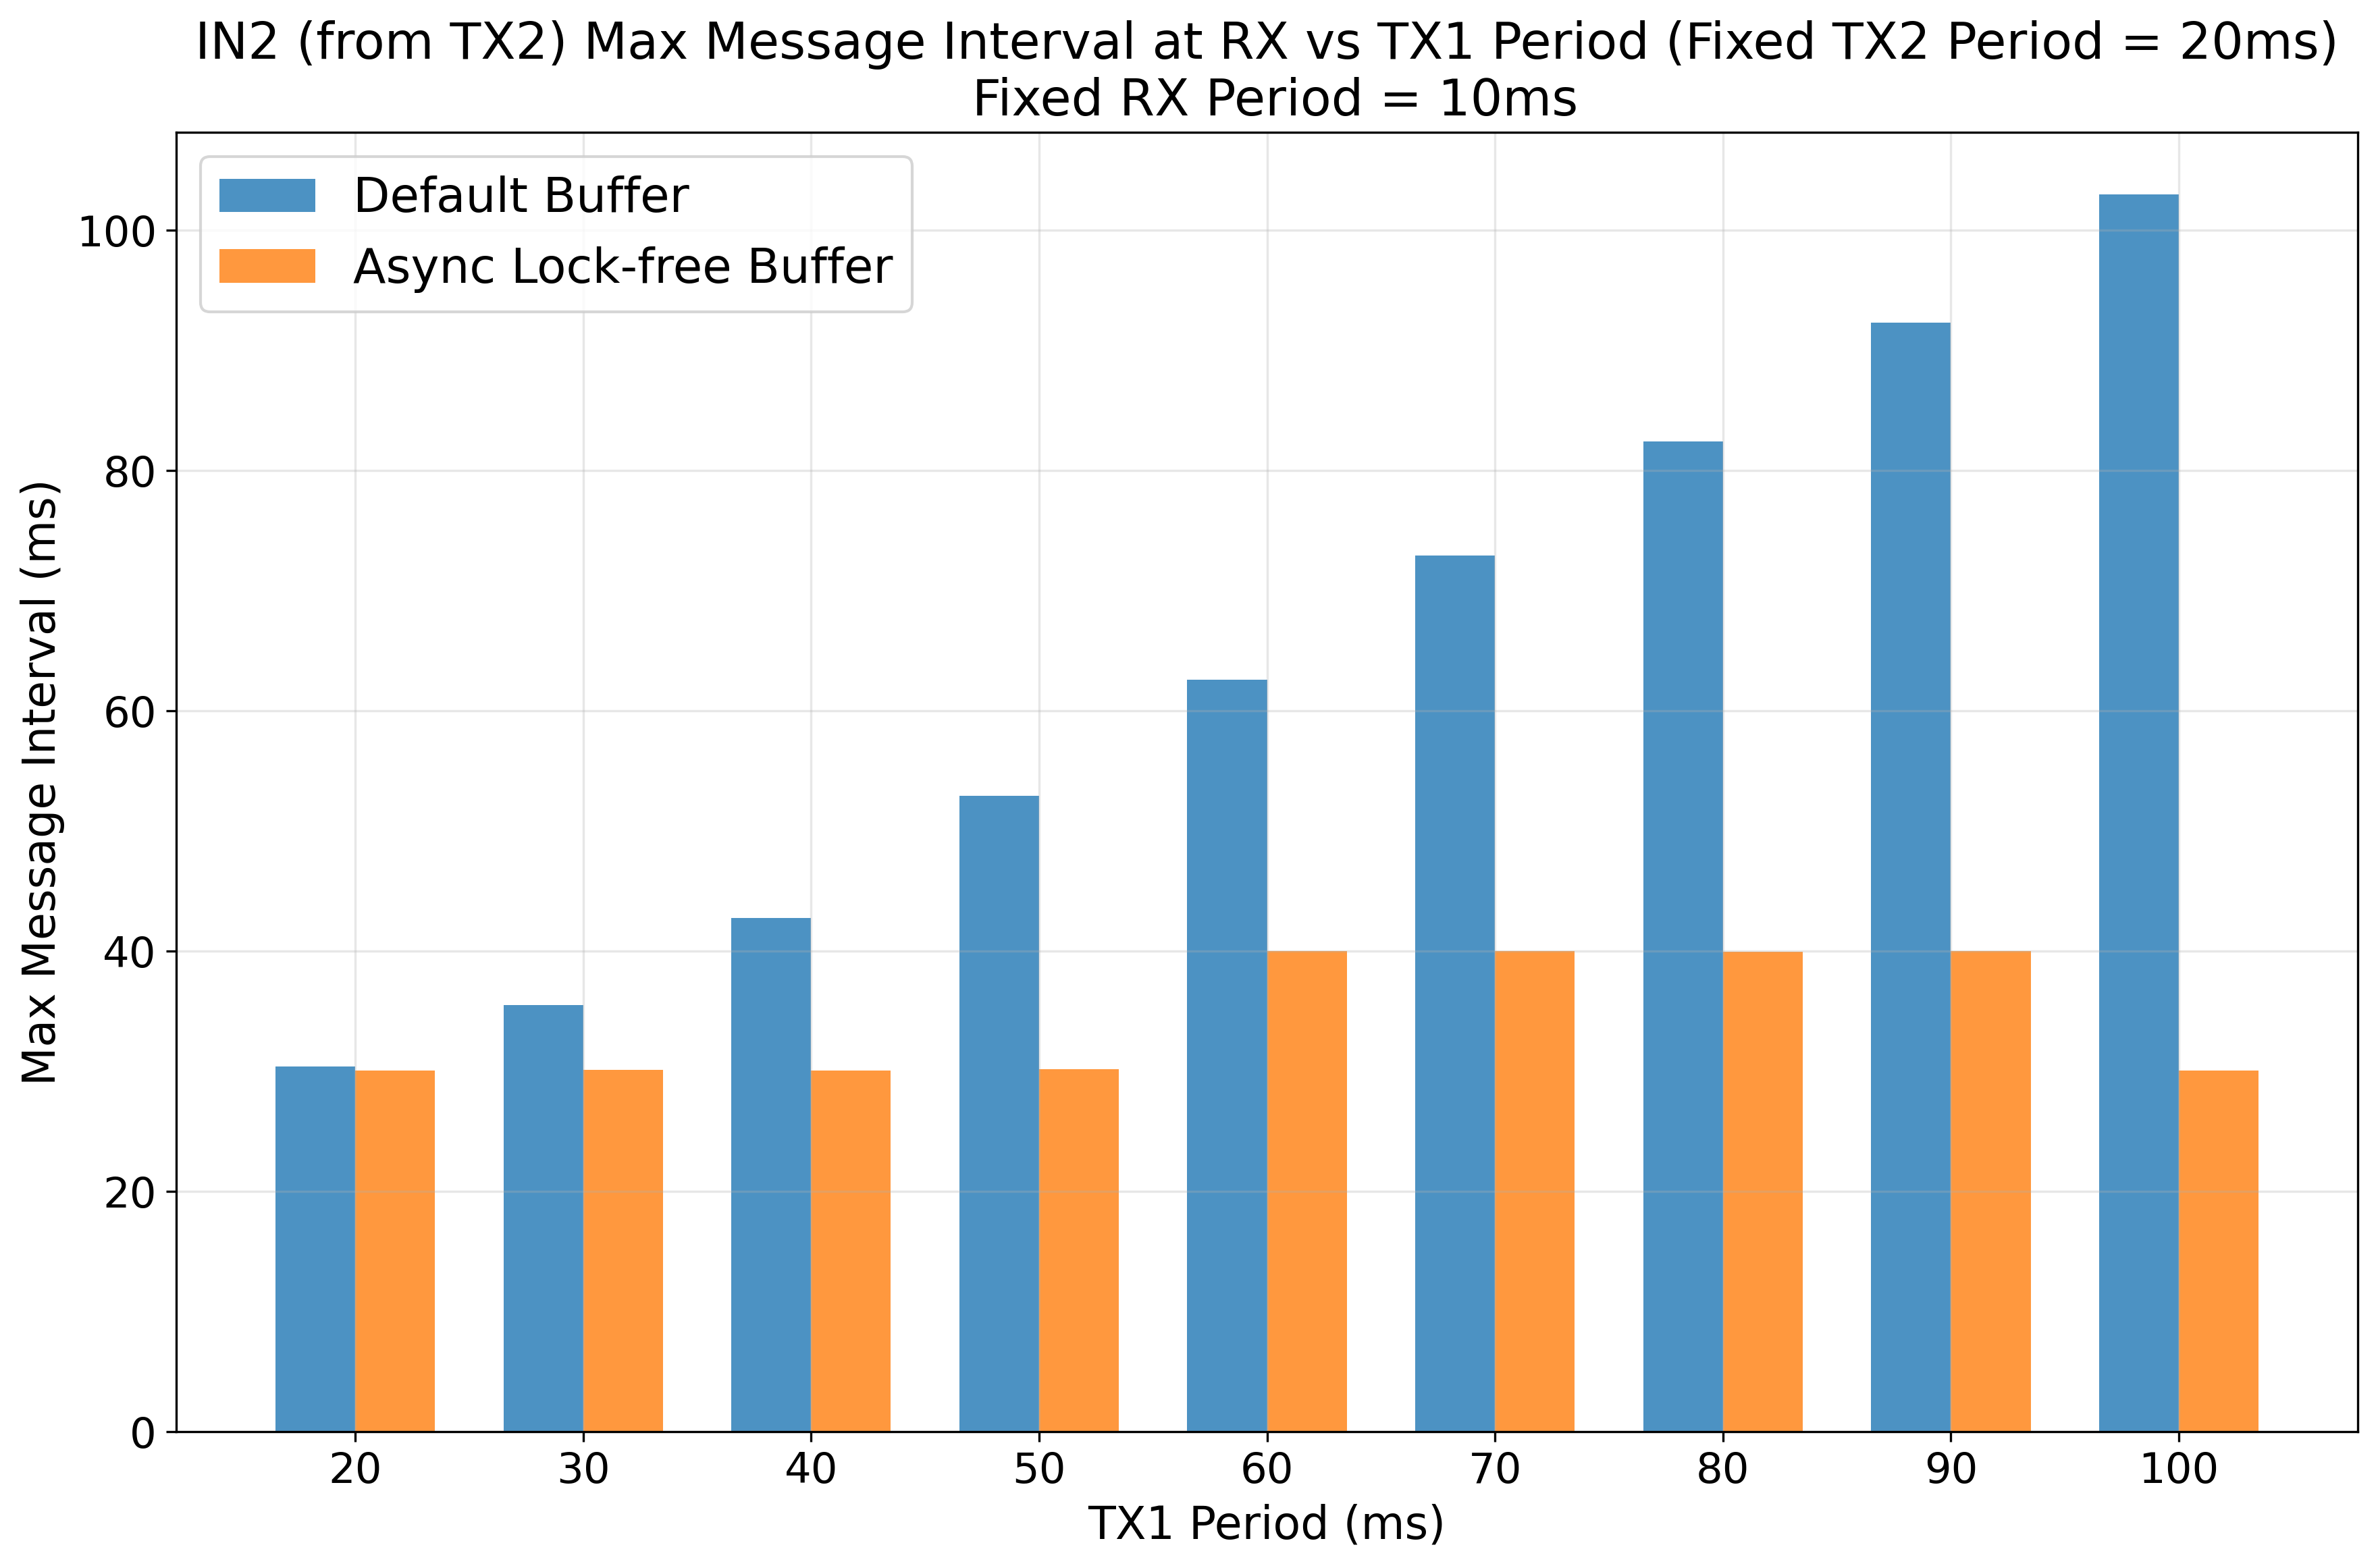 IN2 (from TX2) Max Message Interval at RX vs TX1 Period (Fixed TX2 Period = 20ms)
Fixed RX Period = 10ms
Default Buffer
Async Lock-free Buffer
Max Message Interval (ms)
100
80
60
40
20
0
20 30 40 50 60 70 80 90 100
TX1 Period (ms)